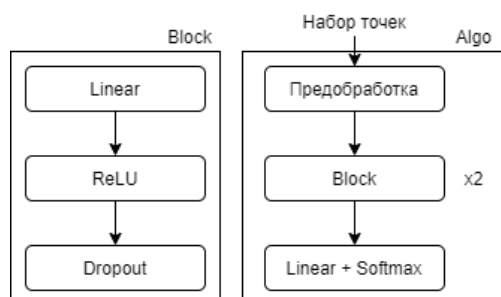 Block
Linear
ReLU
Dropout
Набор точек
Algo
Предобработка
Block
x2
Linear + Softmax